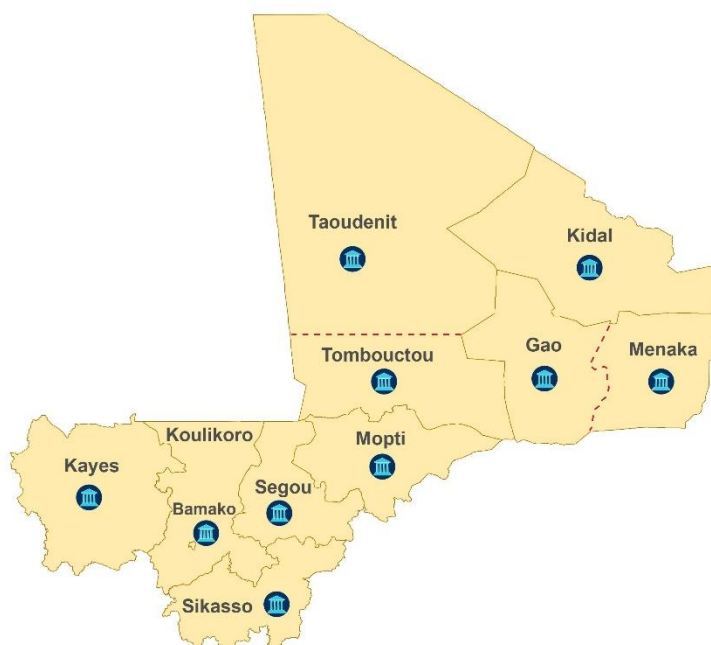 Taoudenit
Kidal
Tombouctou
Gao
Menaka
Koulikoro
Mopti
Kayes
Segou
Bamako
Sikasso